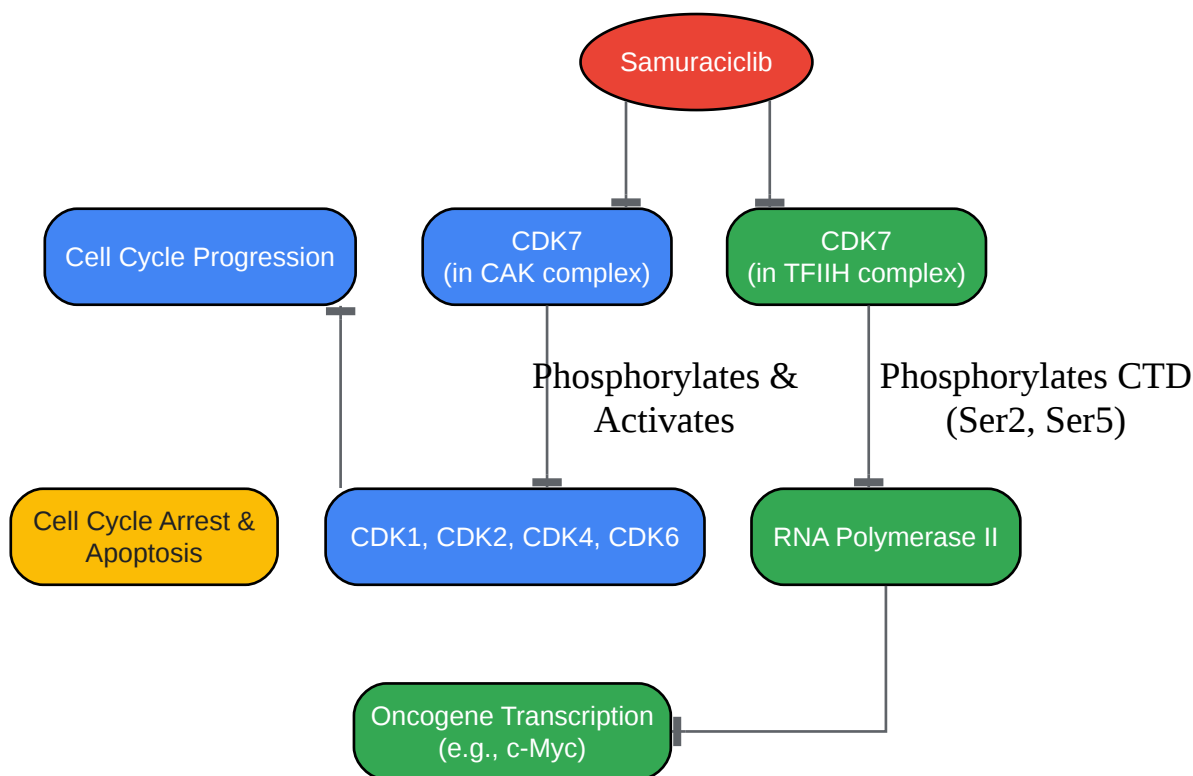 Samuraciclib
Cell Cycle Progression
CDK7
(in CAK complex)
CDK7
(in TFIIH complex)
Phosphorylates &
Activates
Phosphorylates CTD
(Ser2, Ser5)
Cell Cycle Arrest &
Apoptosis
CDK1, CDK2, CDK4, CDK6
RNA Polymerase II
Oncogene Transcription
(e.g., c-Myc)